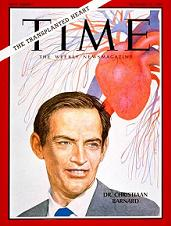 THE TRANSPLANTED HEART
TIME
THE WEEKLY NEWSMAGAZINE
DR. CHRISTIAAN
BARNARD